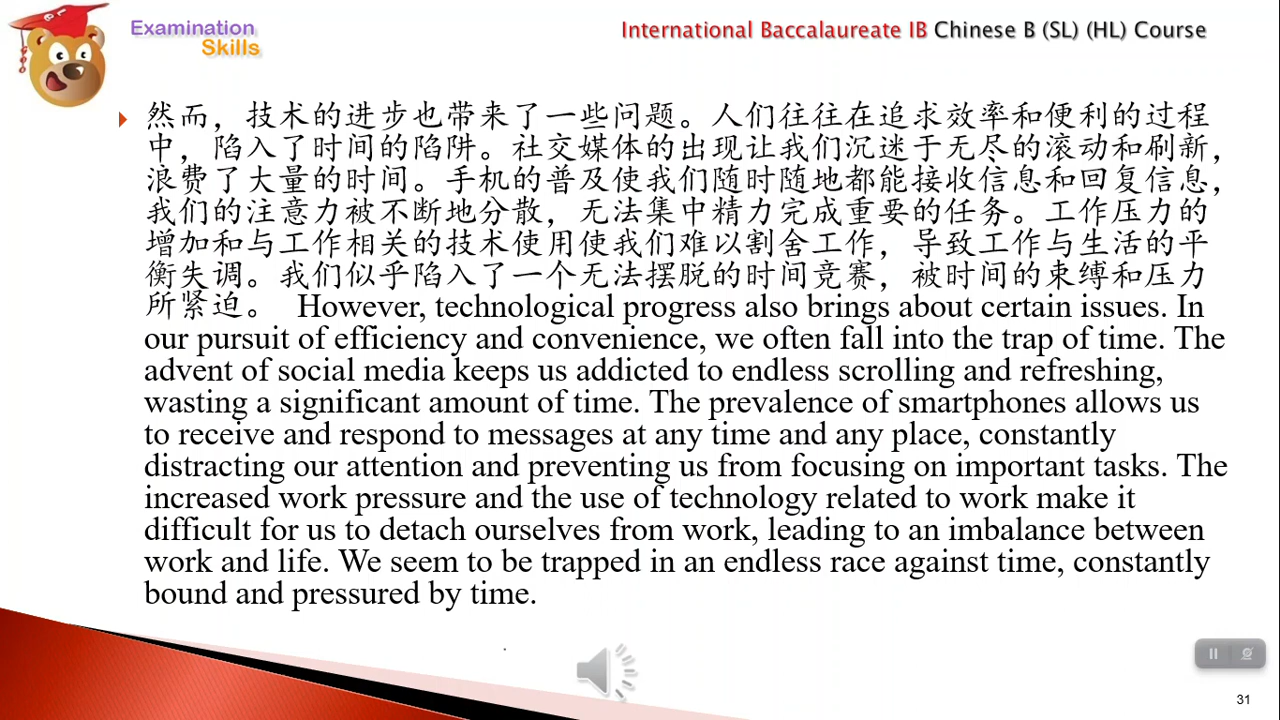 Examination
Skills
International Baccalaureate IB Chinese B (SL) (HL) Course
然而，技术的进步也带来了一些问题。人们往往在追求效率和便利的过程
中，陷入了时间的陷阱。社交媒体的出现让我们沉迷于无尽的滚动和刷新，
浪费了大量的时间。手机的普及使我们随时随地都能接收信息和回复信息，
我们的注意力被不断地分散，无法集中精力完成重要的任务。工作压力的
增加和与工作相关的技术使用使我们难以割舍工作，导致工作与生活的平
衡失调。我们似乎陷入了一个无法摆脱的时间竞赛，被时间的束缚和压力
所紧迫。 However, technological progress also brings about certain issues. In
our pursuit of efficiency and convenience, we often fall into the trap of time. The
advent of social media keeps us addicted to endless scrolling and refreshing,
wasting a significant amount of time. The prevalence of smartphones allows us
to receive and respond to messages at any time and any place, constantly
distracting our attention and preventing us from focusing on important tasks. The
increased work pressure and the use of technology related to work make it
difficult for us to detach ourselves from work, leading to an imbalance between
work and life. We seem to be trapped in an endless race against time, constantly
bound and pressured by time.
31